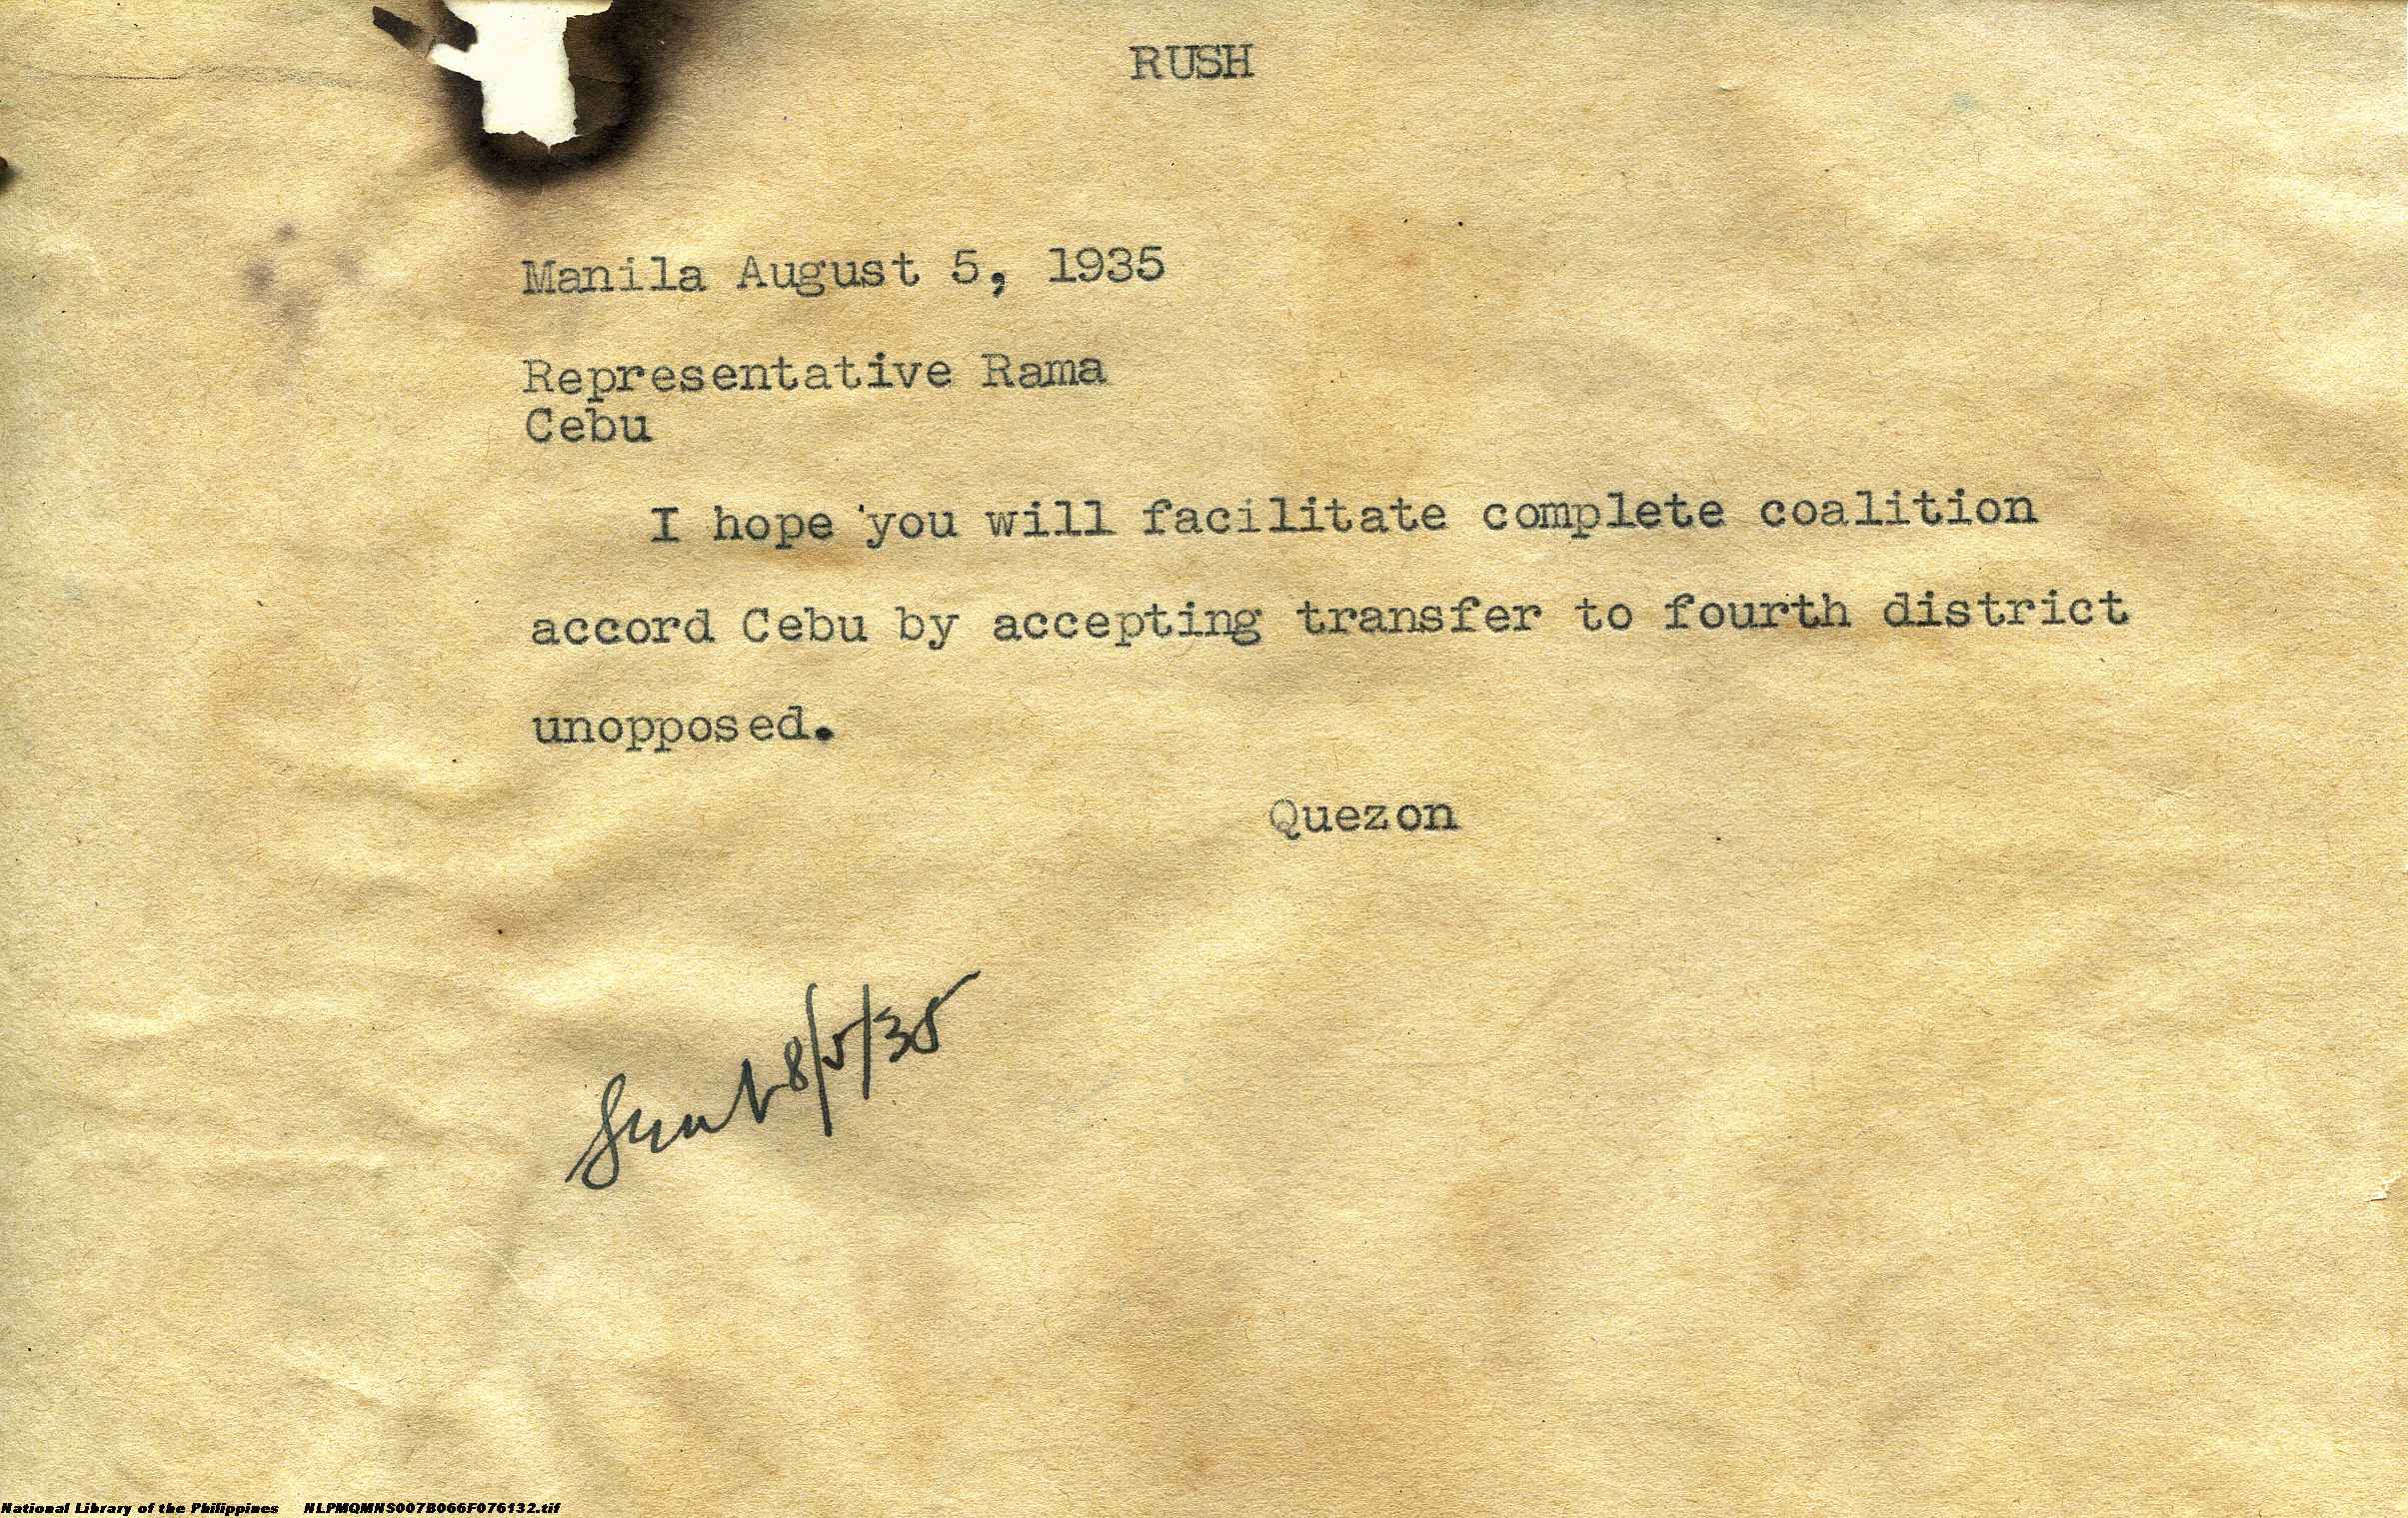 RUSH
Manila August 5, 1935
Representative Rama
Cebu
I hope you will facilitate complete coalition
accord Cebu by accepting transfer to fourth district
unopposed.
Quezon
8/5/35
National Library of the Philippines NLPMQMNS007B066F076132.tif